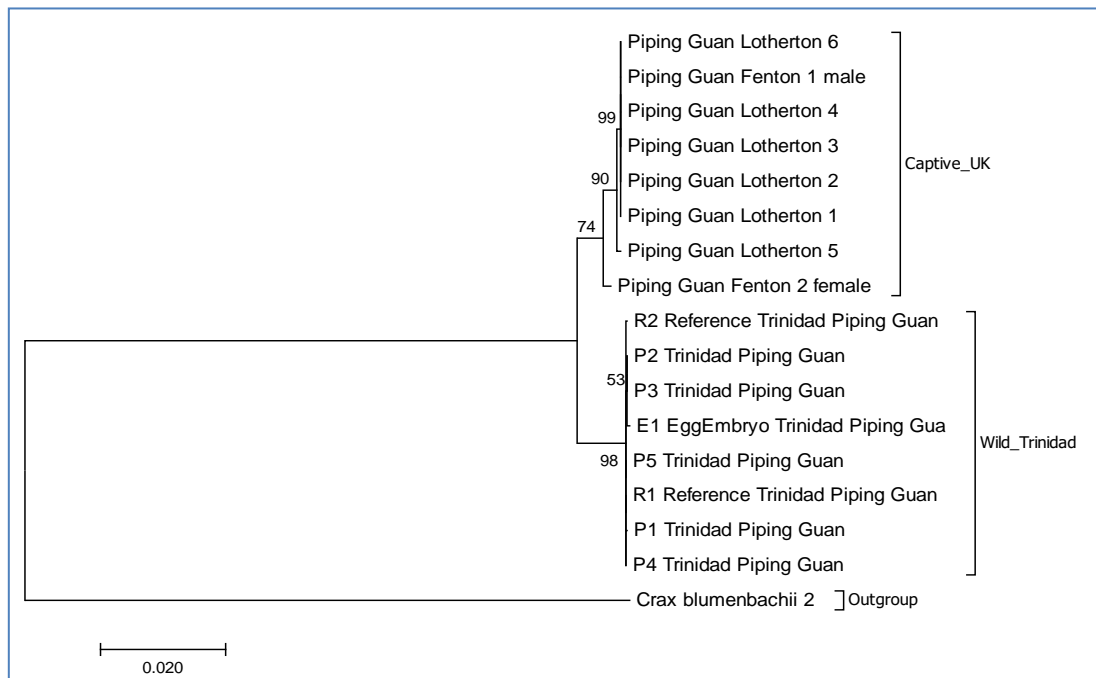 Piping Guan Lotherton 6
Piping Guan Fenton 1 male
Piping Guan Lotherton 4
99
Piping Guan Lotherton 3
Captive_UK
Piping Guan Lotherton 2
90
Piping Guan Lotherton 1
74
Piping Guan Lotherton 5
Piping Guan Fenton 2 female
R2 Reference Trinidad Piping Guan
P2 Trinidad Piping Guan
53
P3 Trinidad Piping Guan
E1 EggEmbryo Trinidad Piping Gua
Wild_Trinidad
P5 Trinidad Piping Guan
98
R1 Reference Trinidad Piping Guan
P1 Trinidad Piping Guan
P4 Trinidad Piping Guan
Crax blumenbachii 2
Outgroup
0.020